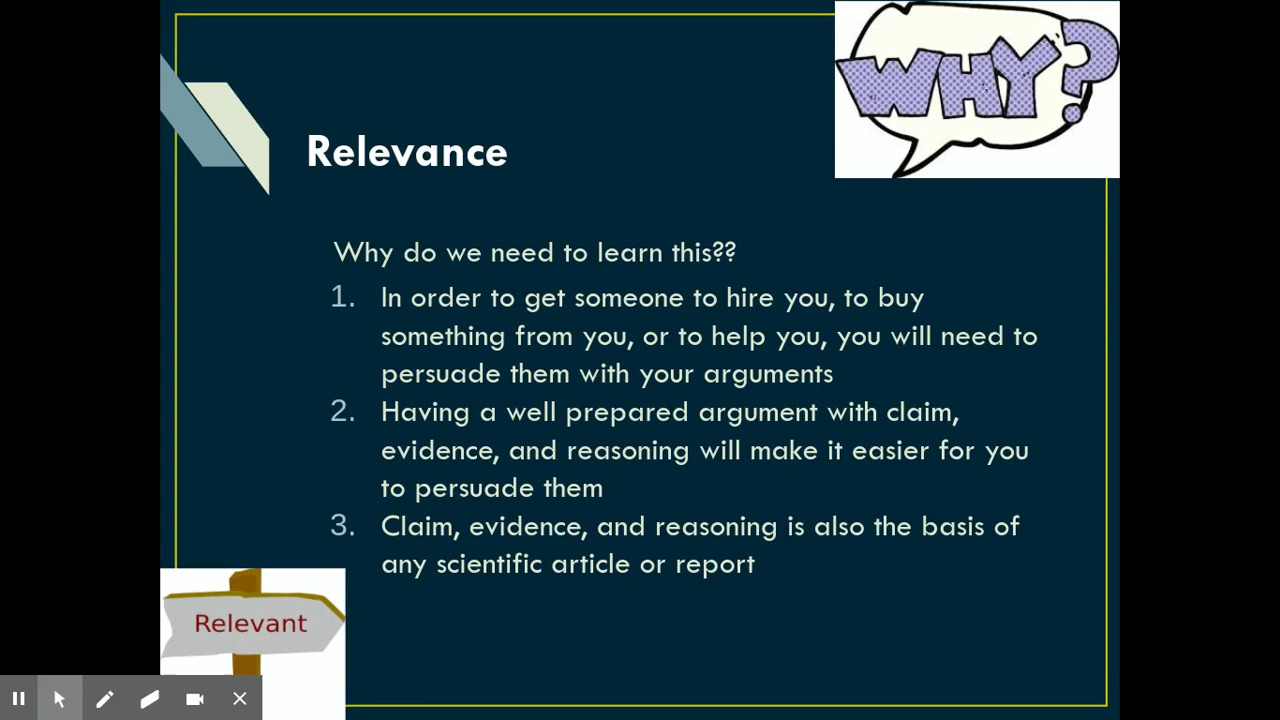 WHY?
Relevance
Why do we need to learn this??
1. In order to get someone to hire you, to buy
something from you, or to help you, you will need to
persuade them with your arguments
2. Having a well prepared argument with claim,
evidence, and reasoning will make it easier for you
to persuade them
3. Claim, evidence, and reasoning is also the basis of
any scientific article or report
Relevant